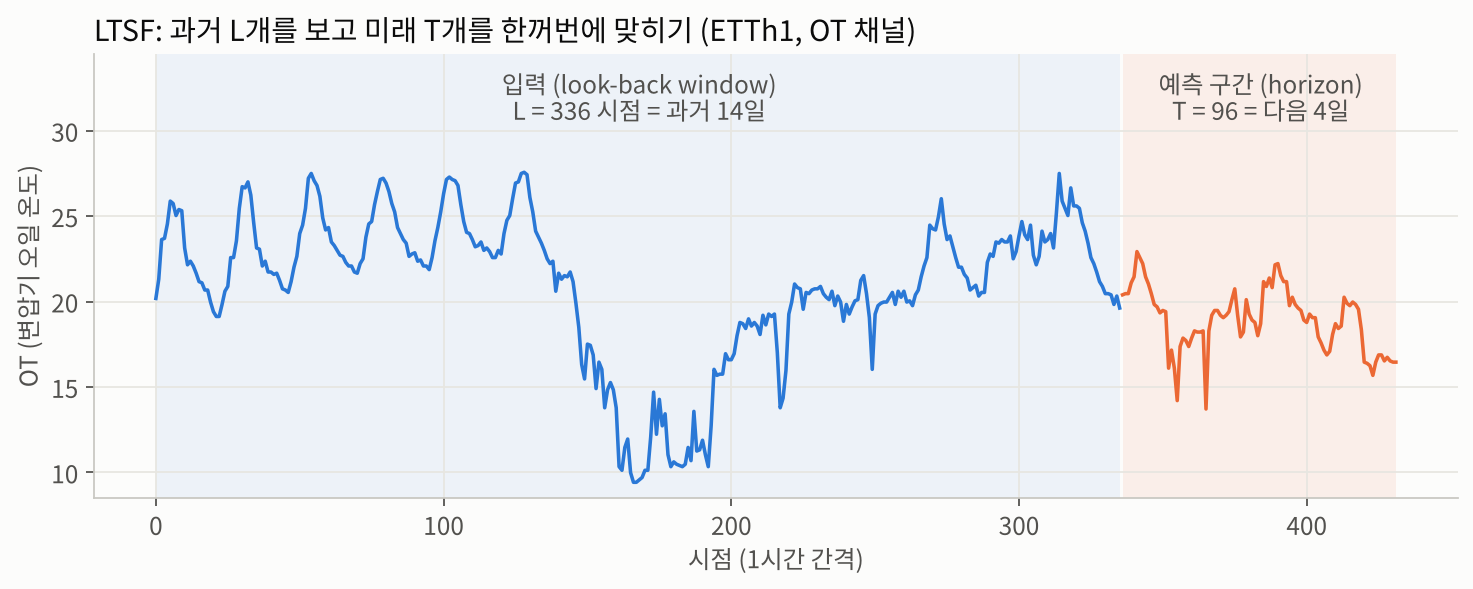 LTSF: 과거 L개를 보고 미래 T개를 한꺼번에 맞히기 (ETTh1, OT 채널)
입력 (look-back window)
L = 336 시점 = 과거 14일
예측 구간 (horizon)
T = 96 = 다음 4일
OT (변압기 오일 온도)
30
25
20
15
10
0
100
200
300
400
시점 (1시간 간격)